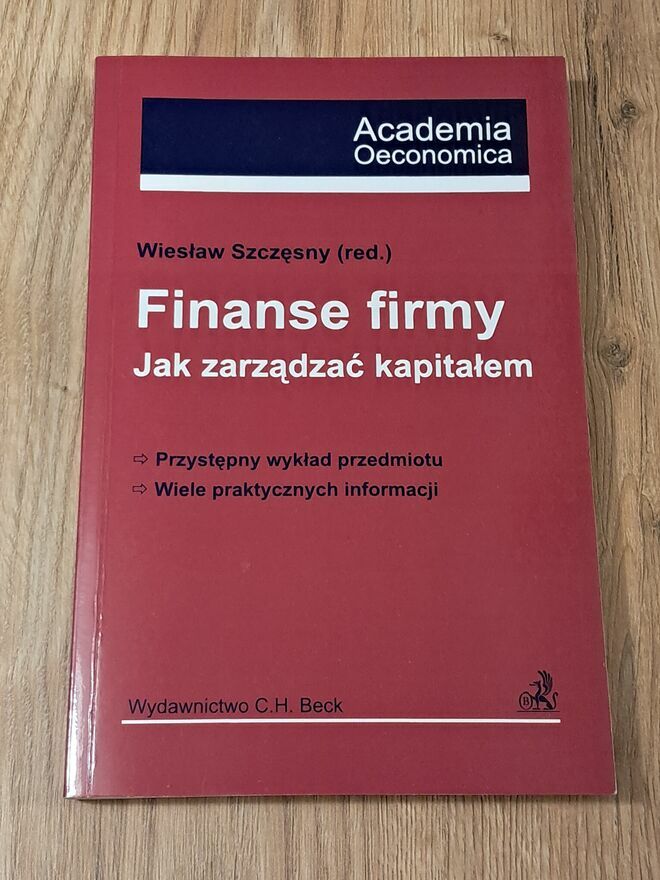 Academia
Oeconomica
Wiesław Szczęsny (red.)
Finanse firmy
Jak zarządzać kapitałem
⇨ Przystępny wykład przedmiotu
⇨ Wiele praktycznych informacji
Wydawnictwo C.H. Beck
B